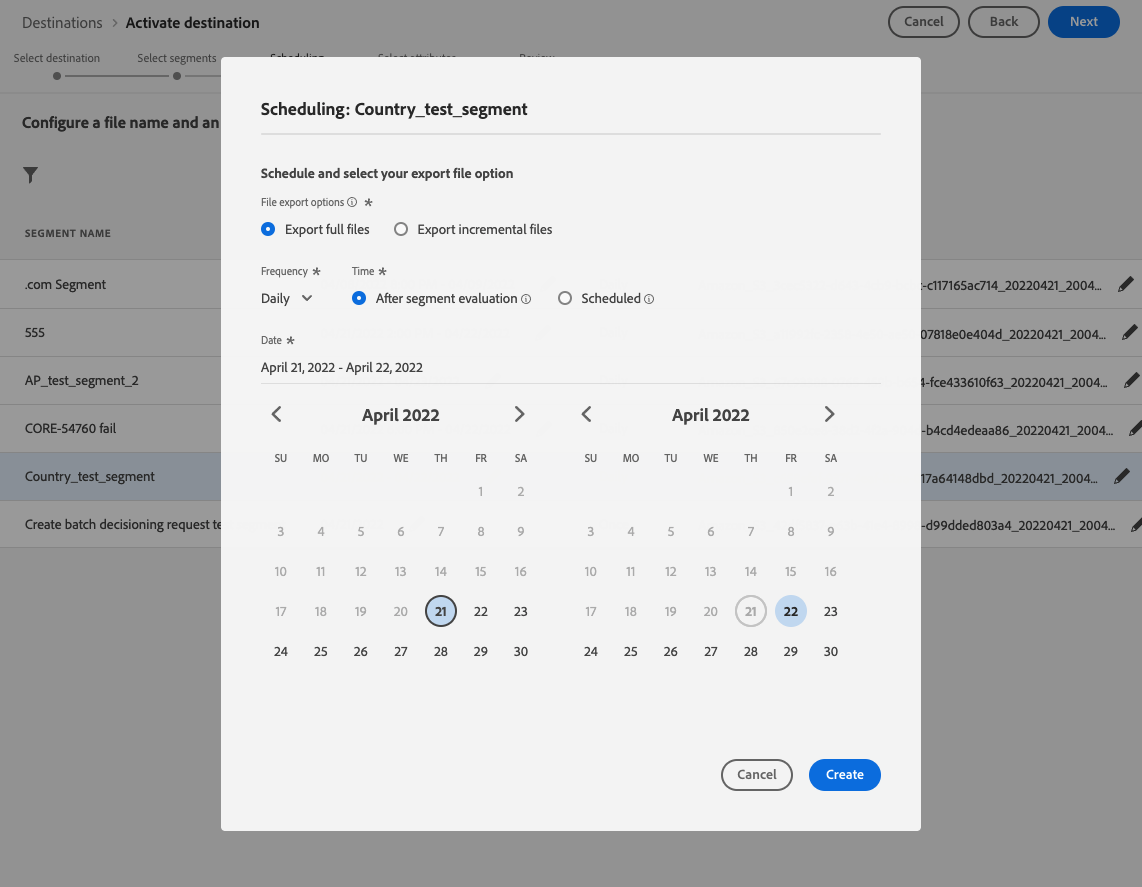 Destinations > Activate destination
Cancel Back Next
Select destination Select segments Scheduling Select attributes Review
Configure a file name and an
SEGMENT NAME
.com Segment
t-c117165ac714_20220421_2004...
555
07818e0e404d_20220421_2004...
AP_test_segment_2
4-fce433610f63_20220421_2004...
CORE-54760 fail
-b4cd4edeaa86_20220421_2004...
Country_test_segment
17a64148dbd_20220421_2004...
Create batch decisioning request te
-d99dded803a4_20220421_2004...
Scheduling: Country_test_segment
Schedule and select your export file option
File export options *
Export full files Export incremental files
Frequency * Time *
Daily After segment evaluation Scheduled
Date *
April 21, 2022 - April 22, 2022
April 2022
SU MO TU WE TH FR SA
1 2
3 4 5 6 7 8 9
10 11 12 13 14 15 16
17 18 19 20 21 22 23
24 25 26 27 28 29 30
April 2022
SU MO TU WE TH FR SA
1 2
3 4 5 6 7 8 9
10 11 12 13 14 15 16
17 18 19 20 21 22 23
24 25 26 27 28 29 30
Cancel Create